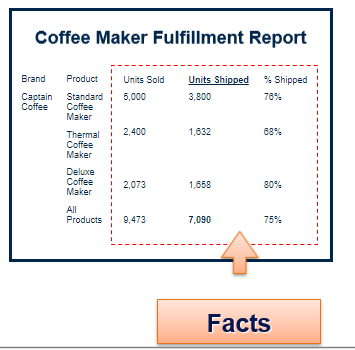 Coffee Maker Fulfillment Report
Brand Product Units Sold Units Shipped % Shipped
Captain Standard 5,000 3,800 76%
Coffee Coffee
Maker
Thermal 2,400 1,632 68%
Coffee
Maker
Deluxe
Coffee 2,073 1,658 80%
Maker
All
Products 9,473 7,090 75%
Facts